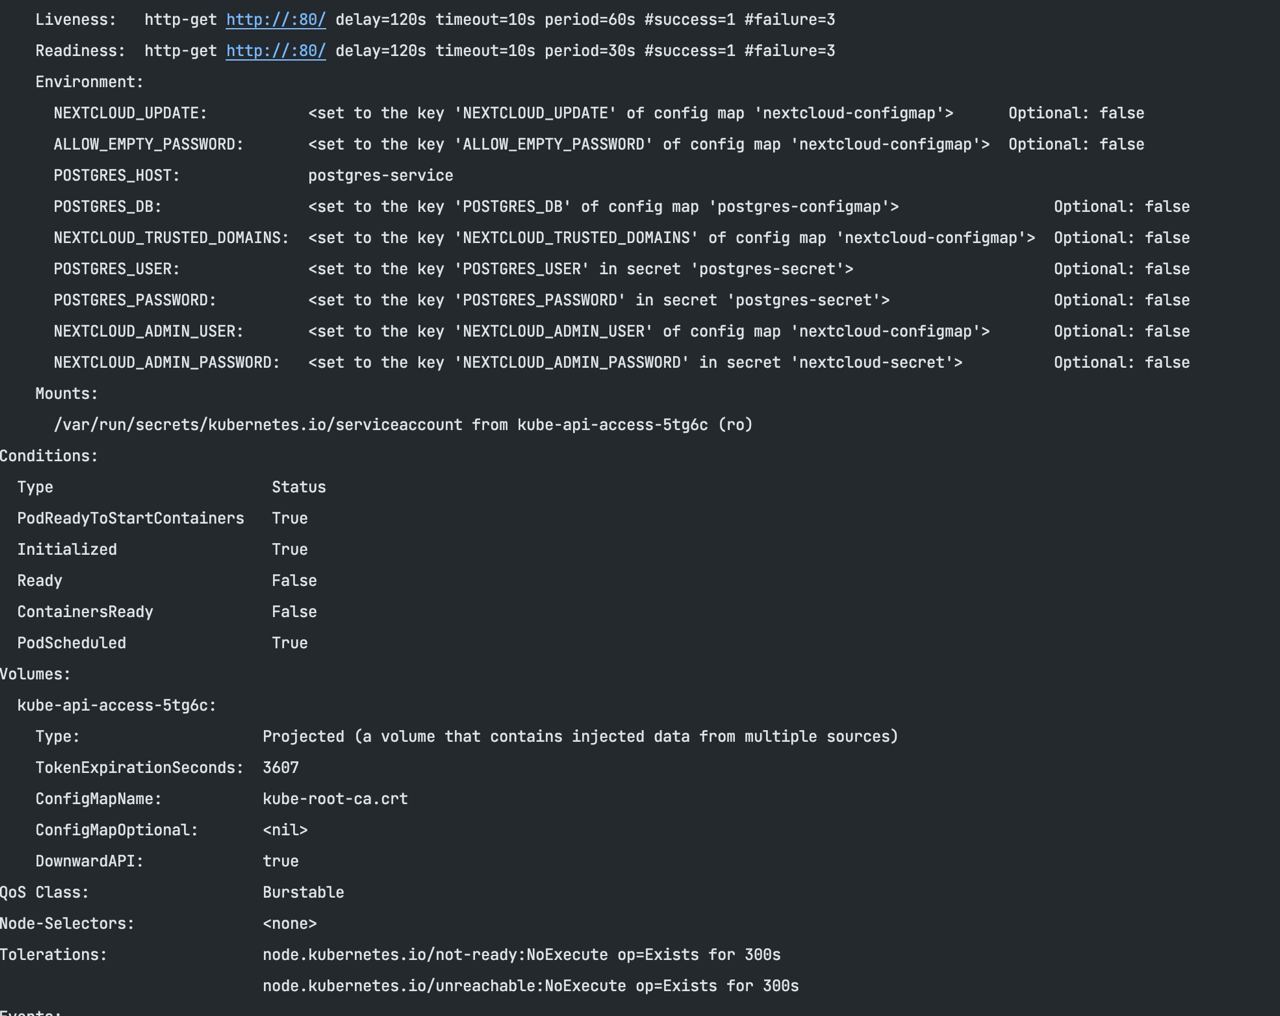 Liveness:   http-get http://:80/ delay=120s timeout=10s period=60s #success=1 #failure=3
Readiness:  http-get http://:80/ delay=120s timeout=10s period=30s #success=1 #failure=3
Environment:
NEXTCLOUD_UPDATE:           <set to the key 'NEXTCLOUD_UPDATE' of config map 'nextcloud-configmap'>      Optional: false
ALLOW_EMPTY_PASSWORD:       <set to the key 'ALLOW_EMPTY_PASSWORD' of config map 'nextcloud-configmap'>  Optional: false
POSTGRES_HOST:              postgres-service
POSTGRES_DB:                <set to the key 'POSTGRES_DB' of config map 'postgres-configmap'>                 Optional: false
NEXTCLOUD_TRUSTED_DOMAINS:  <set to the key 'NEXTCLOUD_TRUSTED_DOMAINS' of config map 'nextcloud-configmap'>  Optional: false
POSTGRES_USER:              <set to the key 'POSTGRES_USER' in secret 'postgres-secret'>                      Optional: false
POSTGRES_PASSWORD:          <set to the key 'POSTGRES_PASSWORD' in secret 'postgres-secret'>                  Optional: false
NEXTCLOUD_ADMIN_USER:       <set to the key 'NEXTCLOUD_ADMIN_USER' of config map 'nextcloud-configmap'>       Optional: false
NEXTCLOUD_ADMIN_PASSWORD:   <set to the key 'NEXTCLOUD_ADMIN_PASSWORD' in secret 'nextcloud-secret'>          Optional: false
Mounts:
/var/run/secrets/kubernetes.io/serviceaccount from kube-api-access-5tg6c (ro)
Conditions:
Type                        Status
PodReadyToStartContainers   True
Initialized                 True
Ready                       False
ContainersReady             False
PodScheduled                True
Volumes:
kube-api-access-5tg6c:
Type:                    Projected (a volume that contains injected data from multiple sources)
TokenExpirationSeconds:  3607
ConfigMapName:           kube-root-ca.crt
ConfigMapOptional:       <nil>
DownwardAPI:             true
QoS Class:                   Burstable
Node-Selectors:              <none>
Tolerations:                 node.kubernetes.io/not-ready:NoExecute op=Exists for 300s
node.kubernetes.io/unreachable:NoExecute op=Exists for 300s
Events: